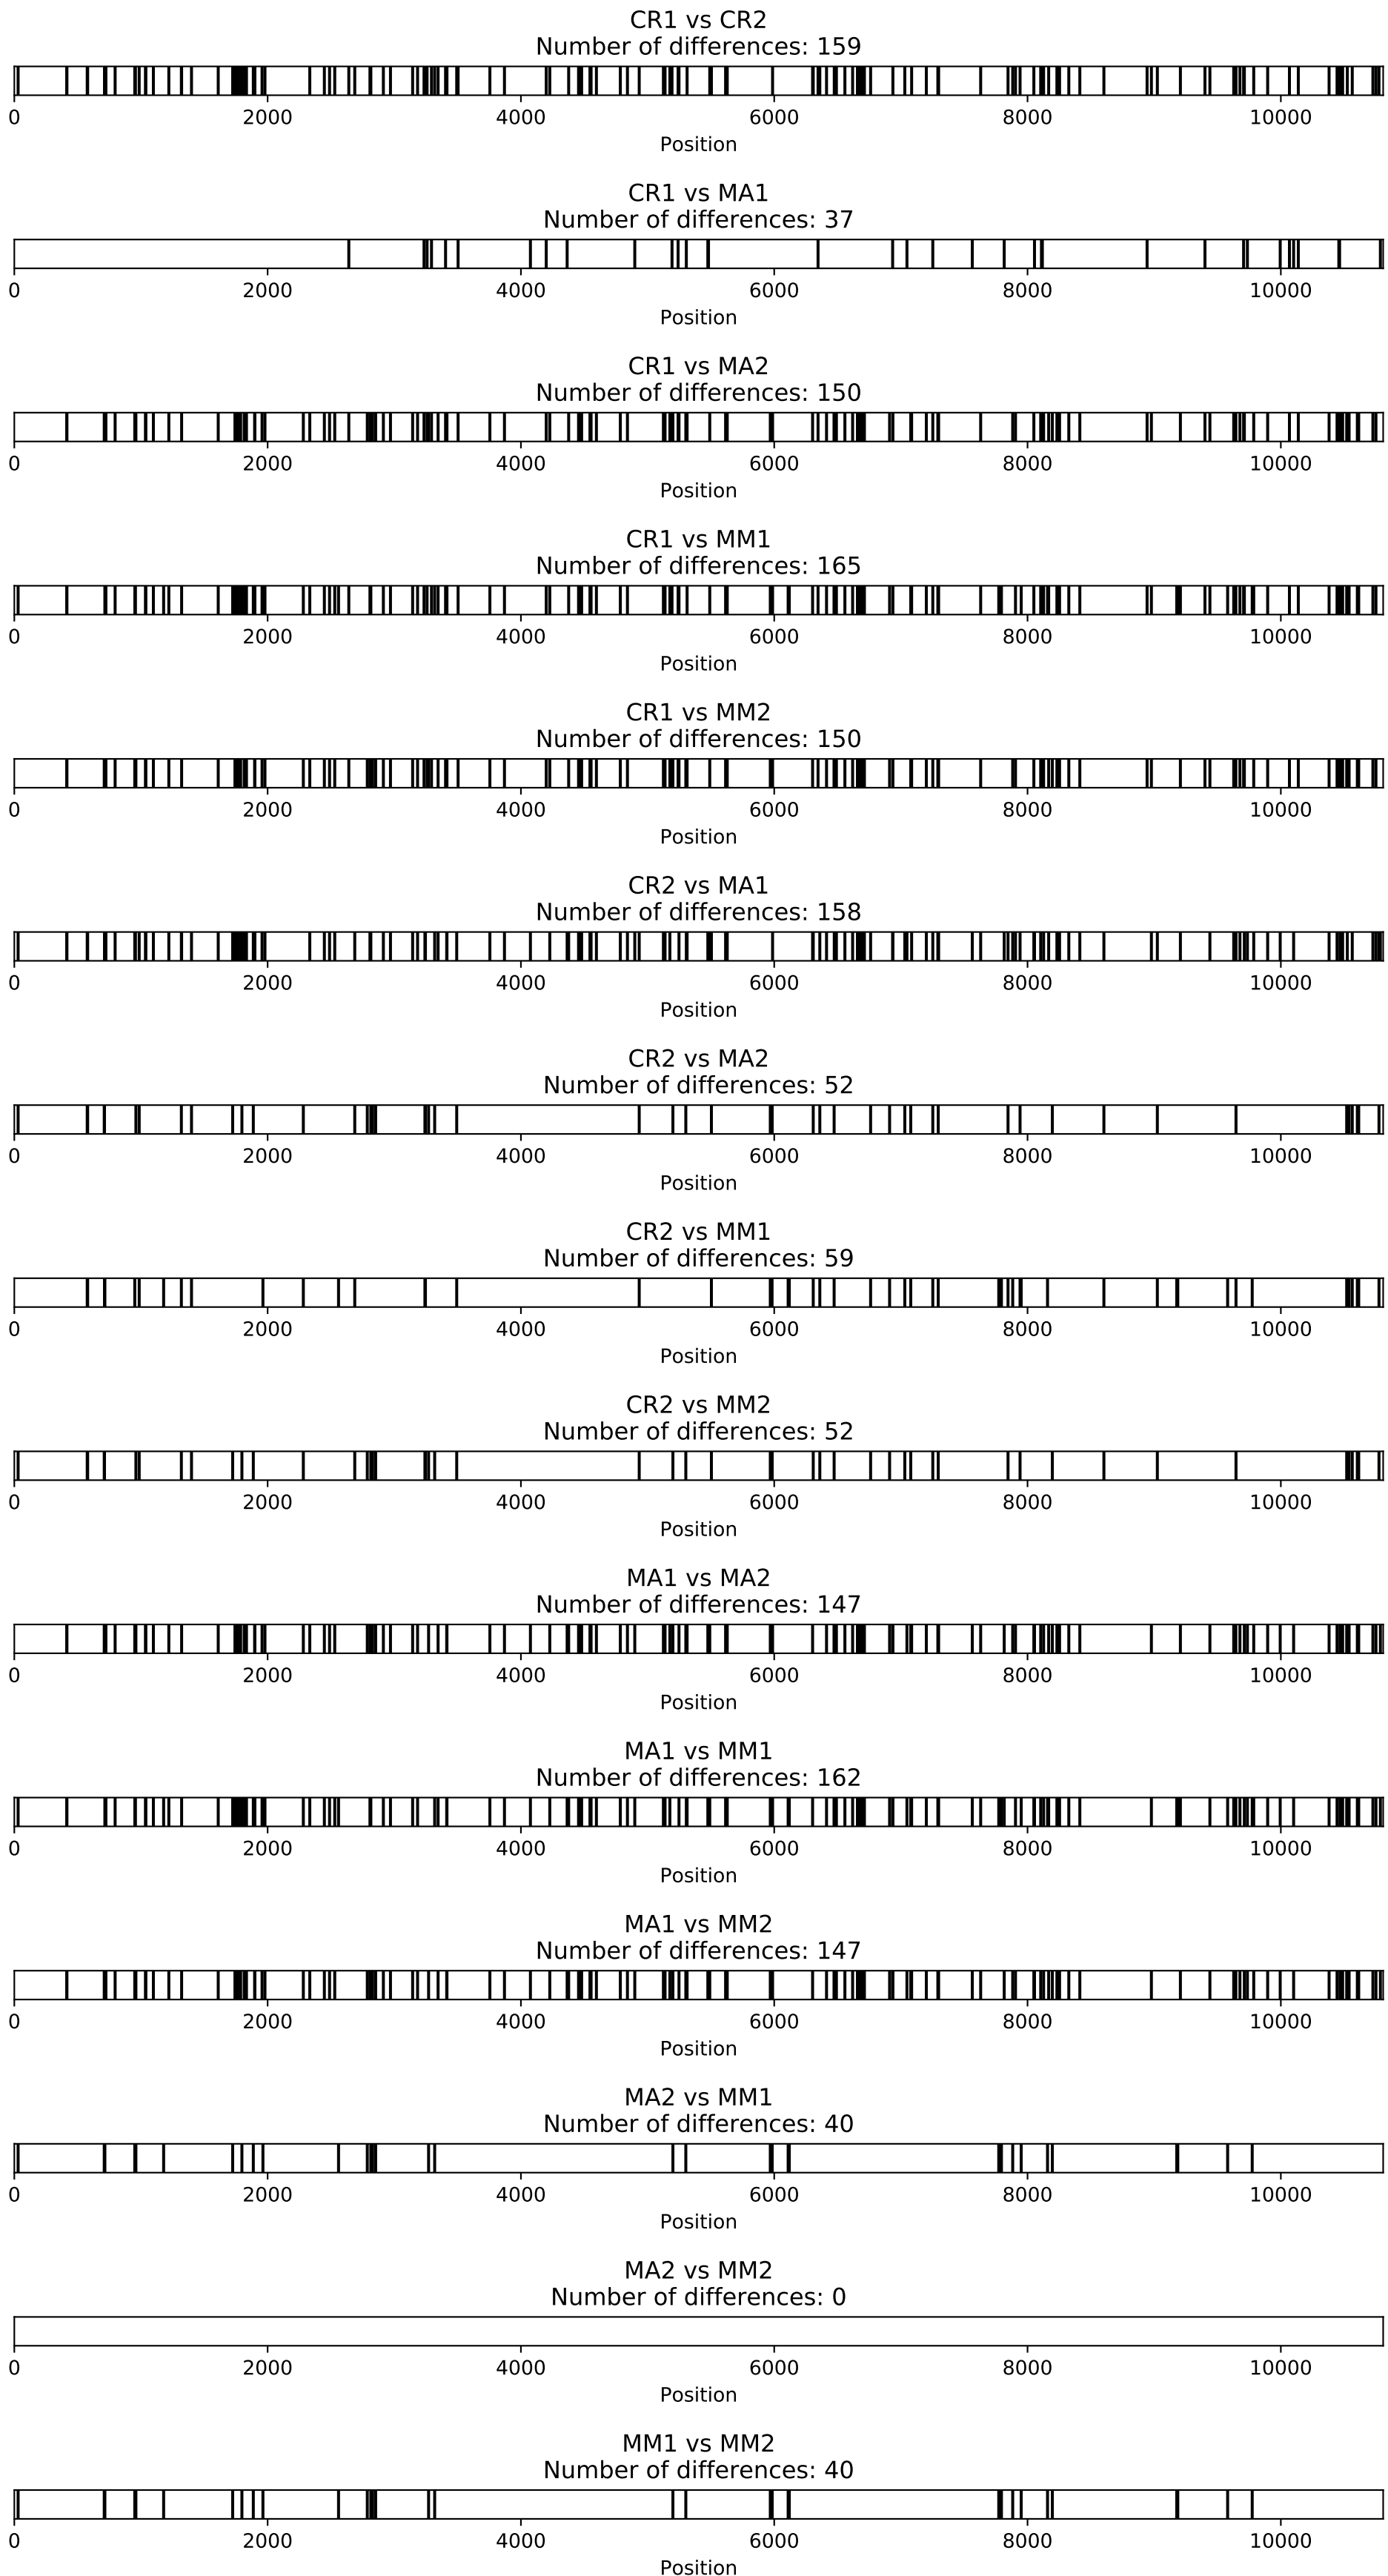 CR1 vs CR2
Number of differences: 159
0 2000 4000 6000 8000 10000
Position
CR1 vs MA1
Number of differences: 37
0 2000 4000 6000 8000 10000
Position
CR1 vs MA2
Number of differences: 150
0 2000 4000 6000 8000 10000
Position
CR1 vs MM1
Number of differences: 165
0 2000 4000 6000 8000 10000
Position
CR1 vs MM2
Number of differences: 150
0 2000 4000 6000 8000 10000
Position
CR2 vs MA1
Number of differences: 158
0 2000 4000 6000 8000 10000
Position
CR2 vs MA2
Number of differences: 52
0 2000 4000 6000 8000 10000
Position
CR2 vs MM1
Number of differences: 59
0 2000 4000 6000 8000 10000
Position
CR2 vs MM2
Number of differences: 52
0 2000 4000 6000 8000 10000
Position
MA1 vs MA2
Number of differences: 147
0 2000 4000 6000 8000 10000
Position
MA1 vs MM1
Number of differences: 162
0 2000 4000 6000 8000 10000
Position
MA1 vs MM2
Number of differences: 147
0 2000 4000 6000 8000 10000
Position
MA2 vs MM1
Number of differences: 40
0 2000 4000 6000 8000 10000
Position
MA2 vs MM2
Number of differences: 0
0 2000 4000 6000 8000 10000
Position
MM1 vs MM2
Number of differences: 40
0 2000 4000 6000 8000 10000
Position